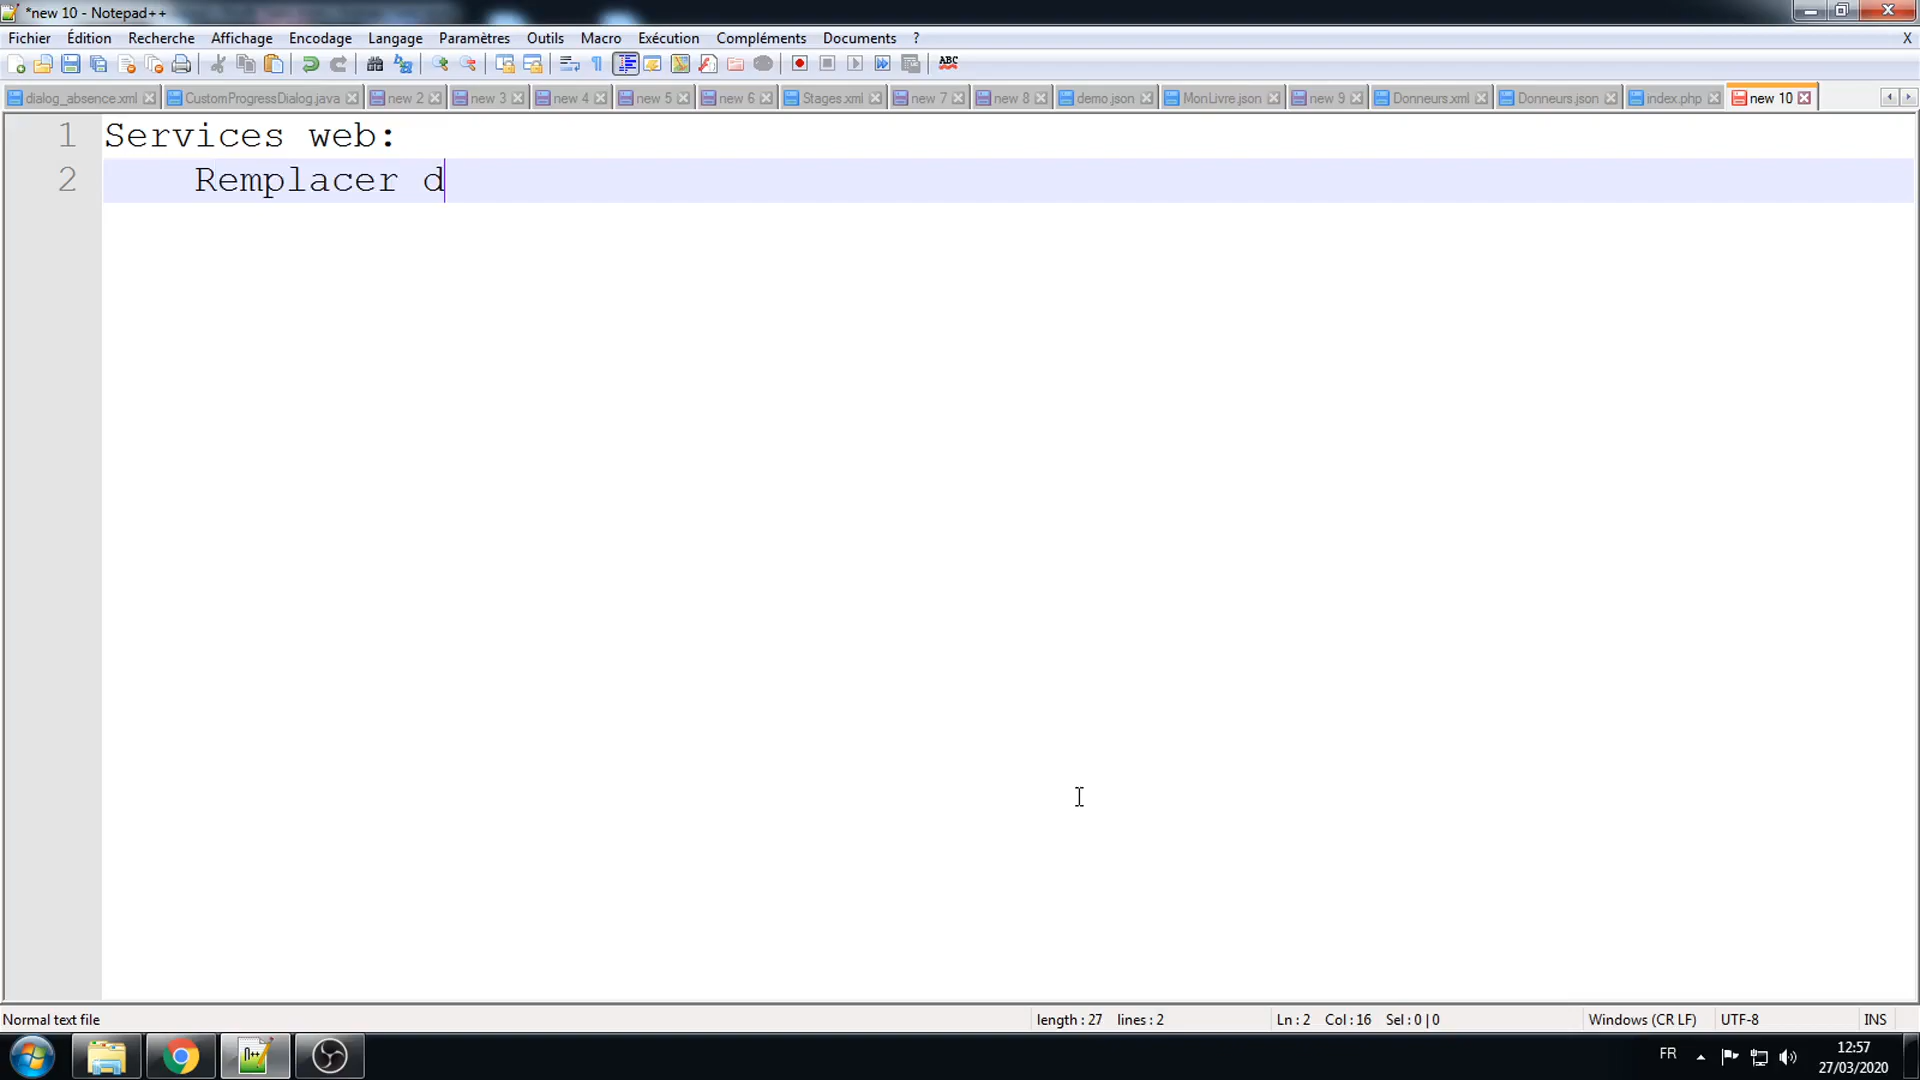 *new 10 - Notepad++
Fichier Édition Recherche Affichage Encodage Langage Paramètres Outils Macro Exécution Compléments Documents ? X
ABC
dialog_absence.xml CustomProgressDialog.java new 2 new 3 new 4 new 5 new 6 Stages.xml new 7 new 8 demo.json MonLivre.json new 9 Donneurs.xml Donneurs.json index.php new 10
1 Services web:
2 Remplacer d
Normal text file length : 27 lines : 2 Ln : 2 Col : 16 Sel : 0 | 0 Windows (CR LF) UTF-8 INS
n++ FR 12:57
27/03/2020